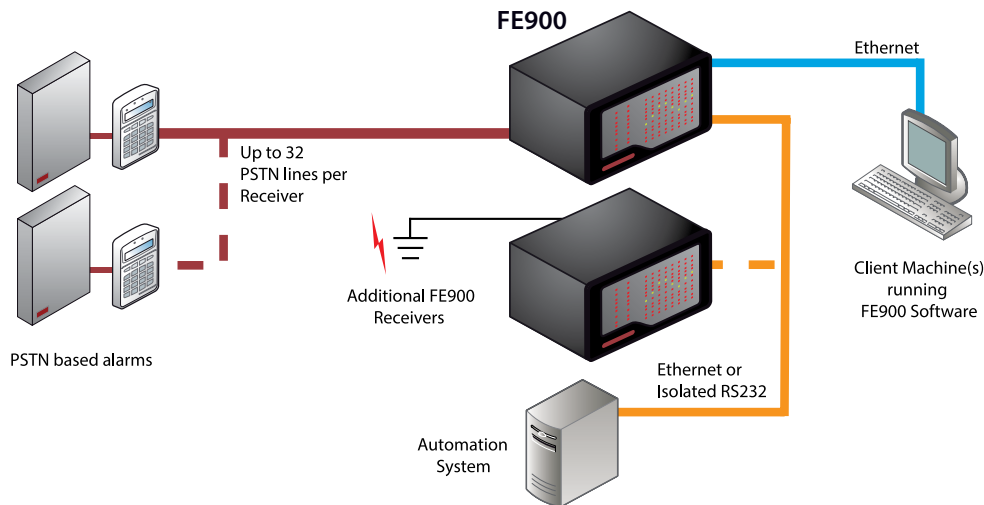 FE900
Ethernet
Up to 32
PSTN lines per
Receiver
Additional FE900
Receivers
Client Machine(s)
running
FE900 Software
PSTN based alarms
Ethernet or
Isolated RS232
Automation
System